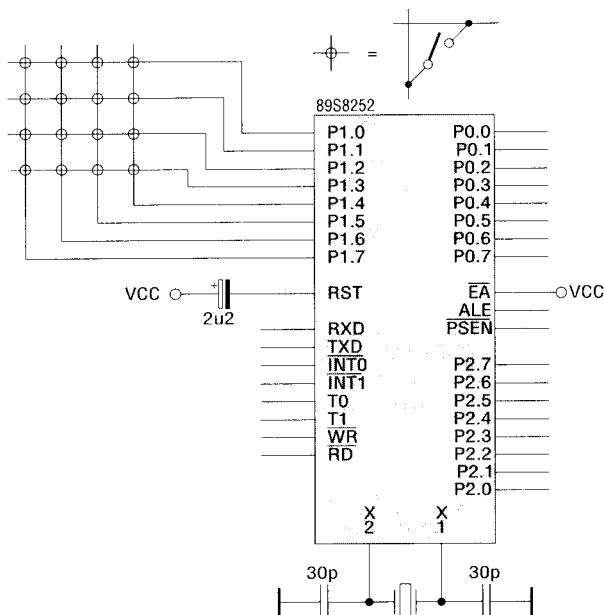 =
89S8252
P1.0 P0.0
P1.1 P0.1
P1.2 P0.2
P1.3 P0.3
P1.4 P0.4
P1.5 P0.5
P1.6 P0.6
P1.7 P0.7
VCC + RST EA VCC
2u2 ALE
RXD PSEN
TXD
INT0 P2.7
INT1 P2.6
T0 P2.5
T1 P2.4
WR P2.3
RD P2.2
P2.1
P2.0
X2 X1
30p 30p